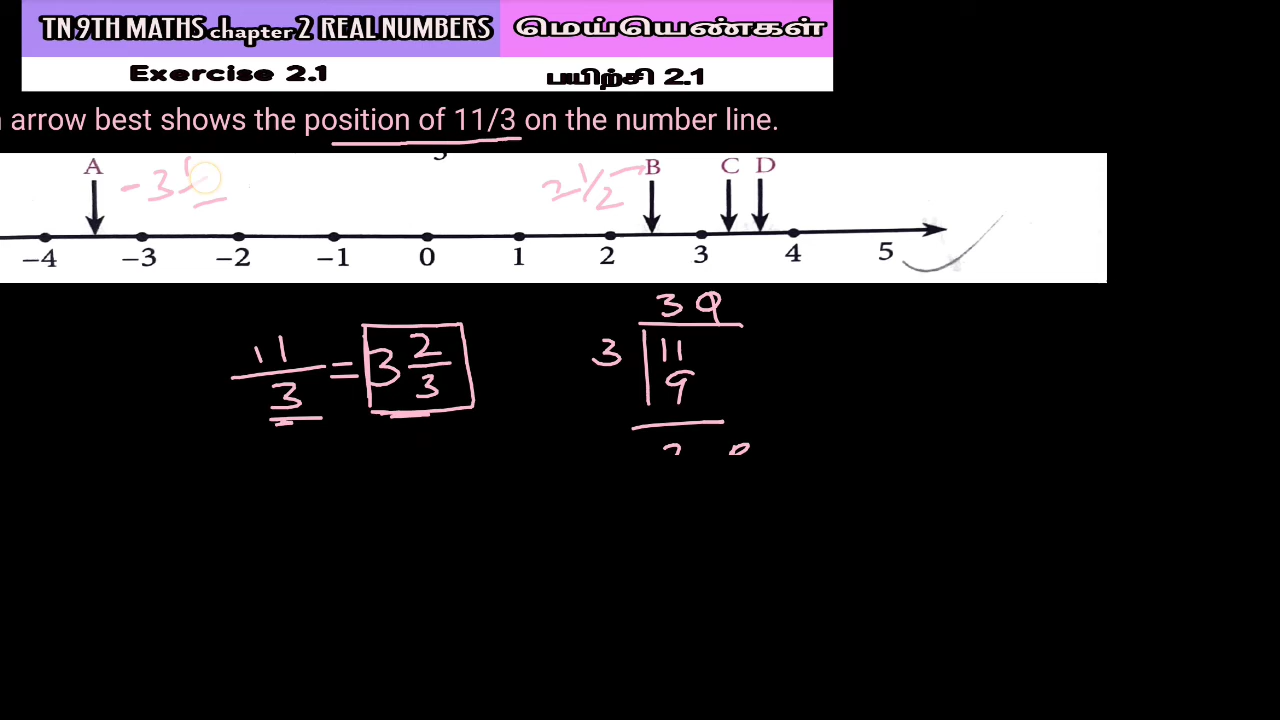 TN 9TH MATHS chapter 2 REAL NUMBERS மெய்யெண்கள்
Exercise 2.1 பயிற்சி 2.1
arrow best shows the position of 11/3 on the number line.
A -3 2 1/2 B C D
-4 -3 -2 -1 0 1 2 3 4 5
11/3 = 3 2/3
3 q
3 11
9